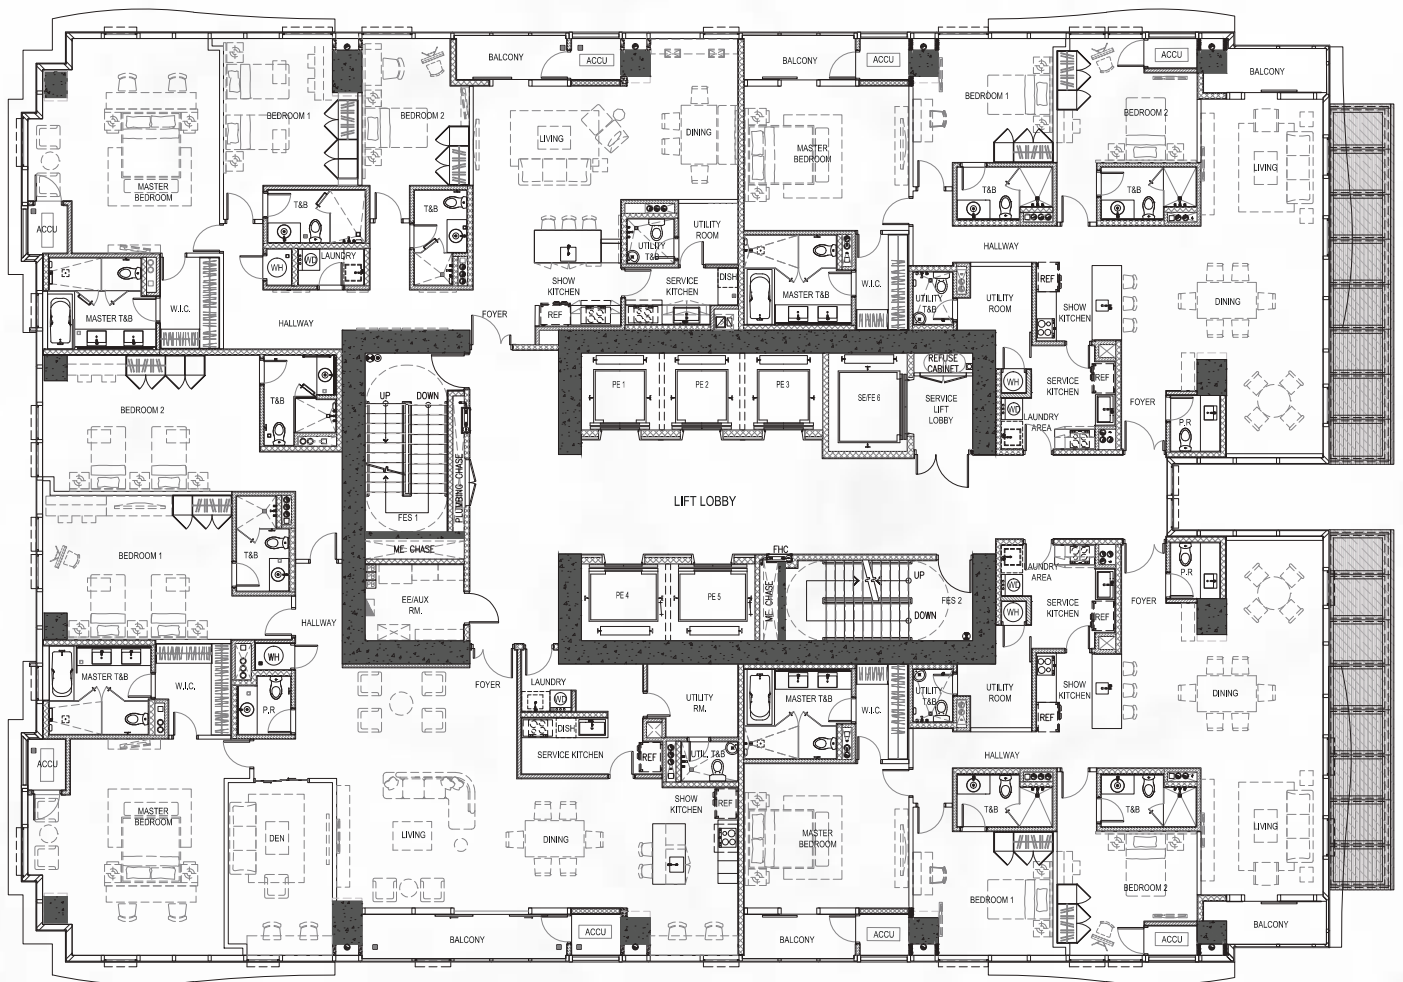 BALCONY
ACCU
BALCONY
ACCU
ACCU
BALCONY
BEDROOM 1
BEDROOM 2
LIVING
DINING
MASTER
BEDROOM
BEDROOM 1
BEDROOM 2
LIVING
MASTER
BEDROOM
T&B
T&B
T&B
T&B
ACCU
UTILITY
ROOM
UTILITY
T&B
HALLWAY
LAUNDRY
WH
WD
SHOW
KITCHEN
SERVICE
KITCHEN
DISH
REF
MASTER T&B
W.I.C.
UTILITY
T&B
UTILITY
ROOM
REF
SHOW
KITCHEN
DINING
MASTER T&B
W.I.C.
HALLWAY
FOYER
BEDROOM 2
T&B
UP
DOWN
PE 1
PE 2
PE 3
SE/FE 6
REFUSE
CABINET
SERVICE
LIFT
LOBBY
WH
WD
LAUNDRY
AREA
SERVICE
KITCHEN
REF
FOYER
P.R
PLUMBING CHASE
FES 1
LIFT LOBBY
BEDROOM 1
T&B
ME. CHASE
EE/AUX
RM.
HALLWAY
PE 4
PE 5
FHC
ME. CHASE
UP
DOWN
FES 2
LAUNDRY
AREA
WD
WH
SERVICE
KITCHEN
REF
FOYER
P.R
MASTER T&B
W.I.C.
WH
P.R
FOYER
LAUNDRY
WD
DISH
SERVICE KITCHEN
REF
UTILITY
RM.
UTIL. T&B
MASTER T&B
W.I.C.
UTILITY
T&B
UTILITY
ROOM
SHOW
KITCHEN
REF
DINING
HALLWAY
ACCU
MASTER
BEDROOM
DEN
LIVING
DINING
SHOW
KITCHEN
REF
MASTER
BEDROOM
T&B
T&B
LIVING
BEDROOM 1
BEDROOM 2
BALCONY
ACCU
BALCONY
ACCU
ACCU
BALCONY